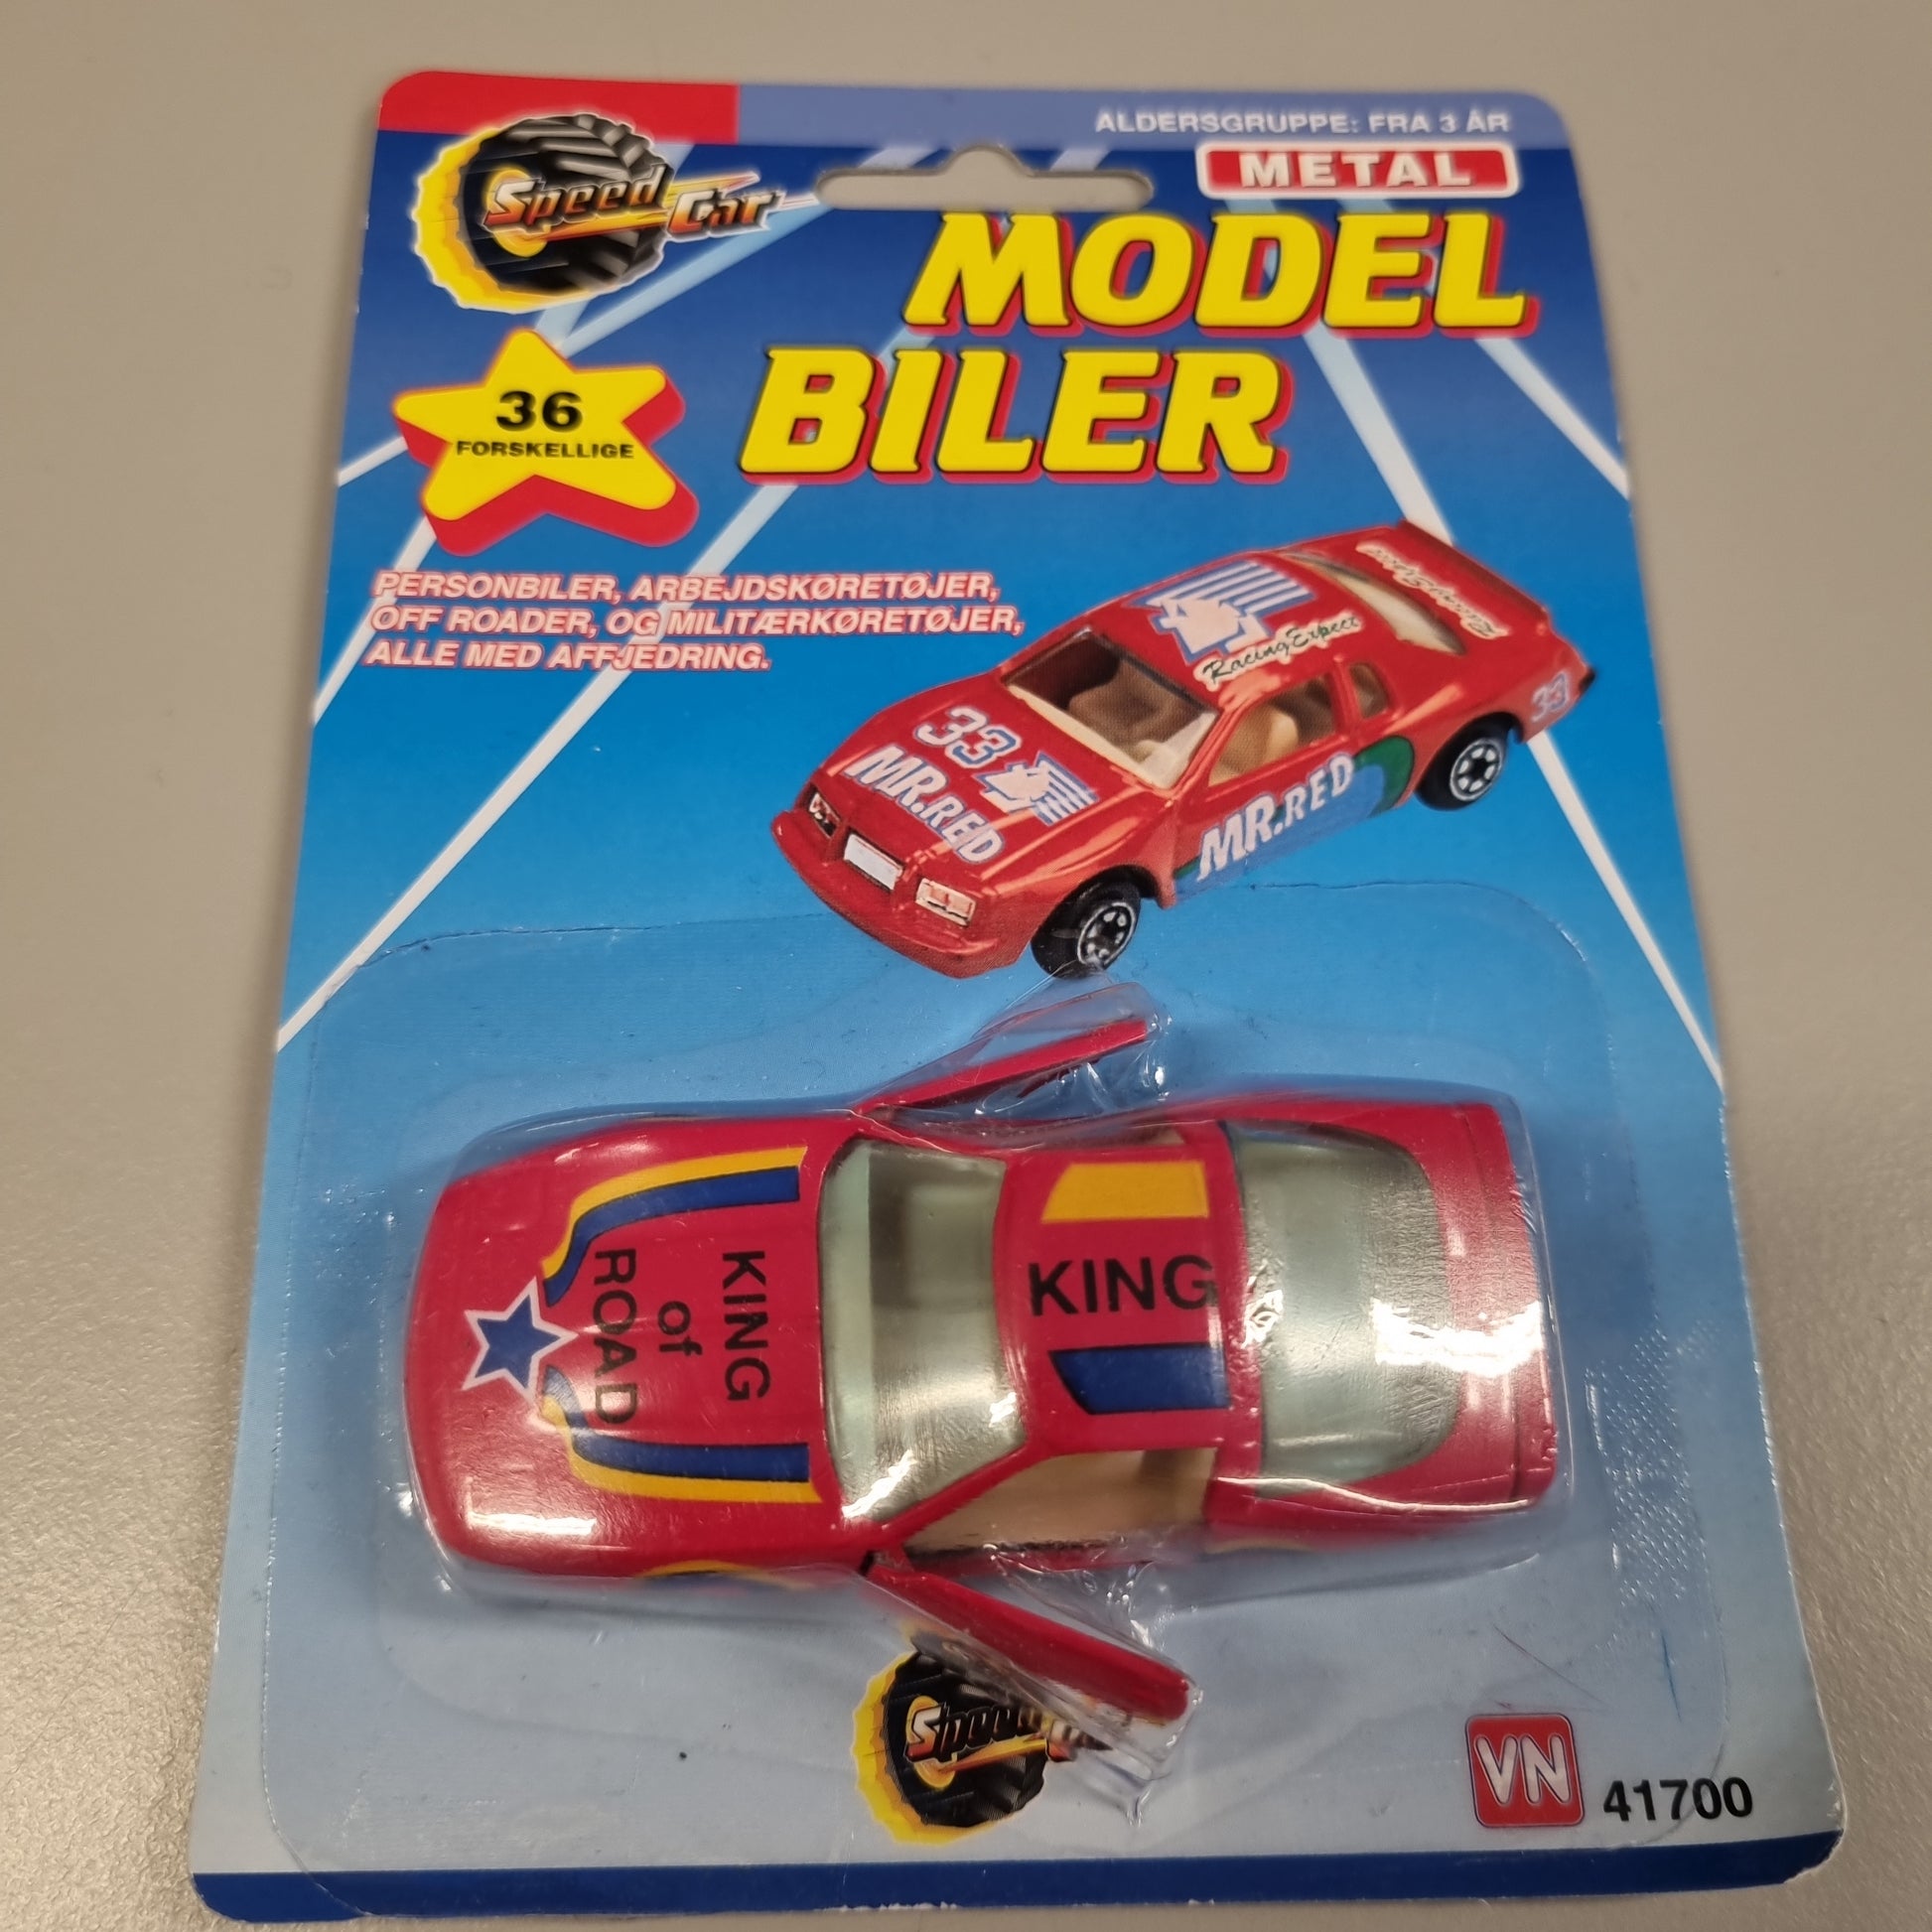 ALDERSGRUPPE: FRA 3 ÅR
Speed Car
METAL
MODEL
BILER
36
FORSKELLIGE
PERSONBILER, ARBEJDSKØRETØJER,
OFF ROADER, OG MILITÆRKØRETØJER,
ALLE MED AFFJEDRING.
Racing Expect
33
33
MR.RED
MR.RED
KING
of
ROAD
KING
Speed
VN
41700